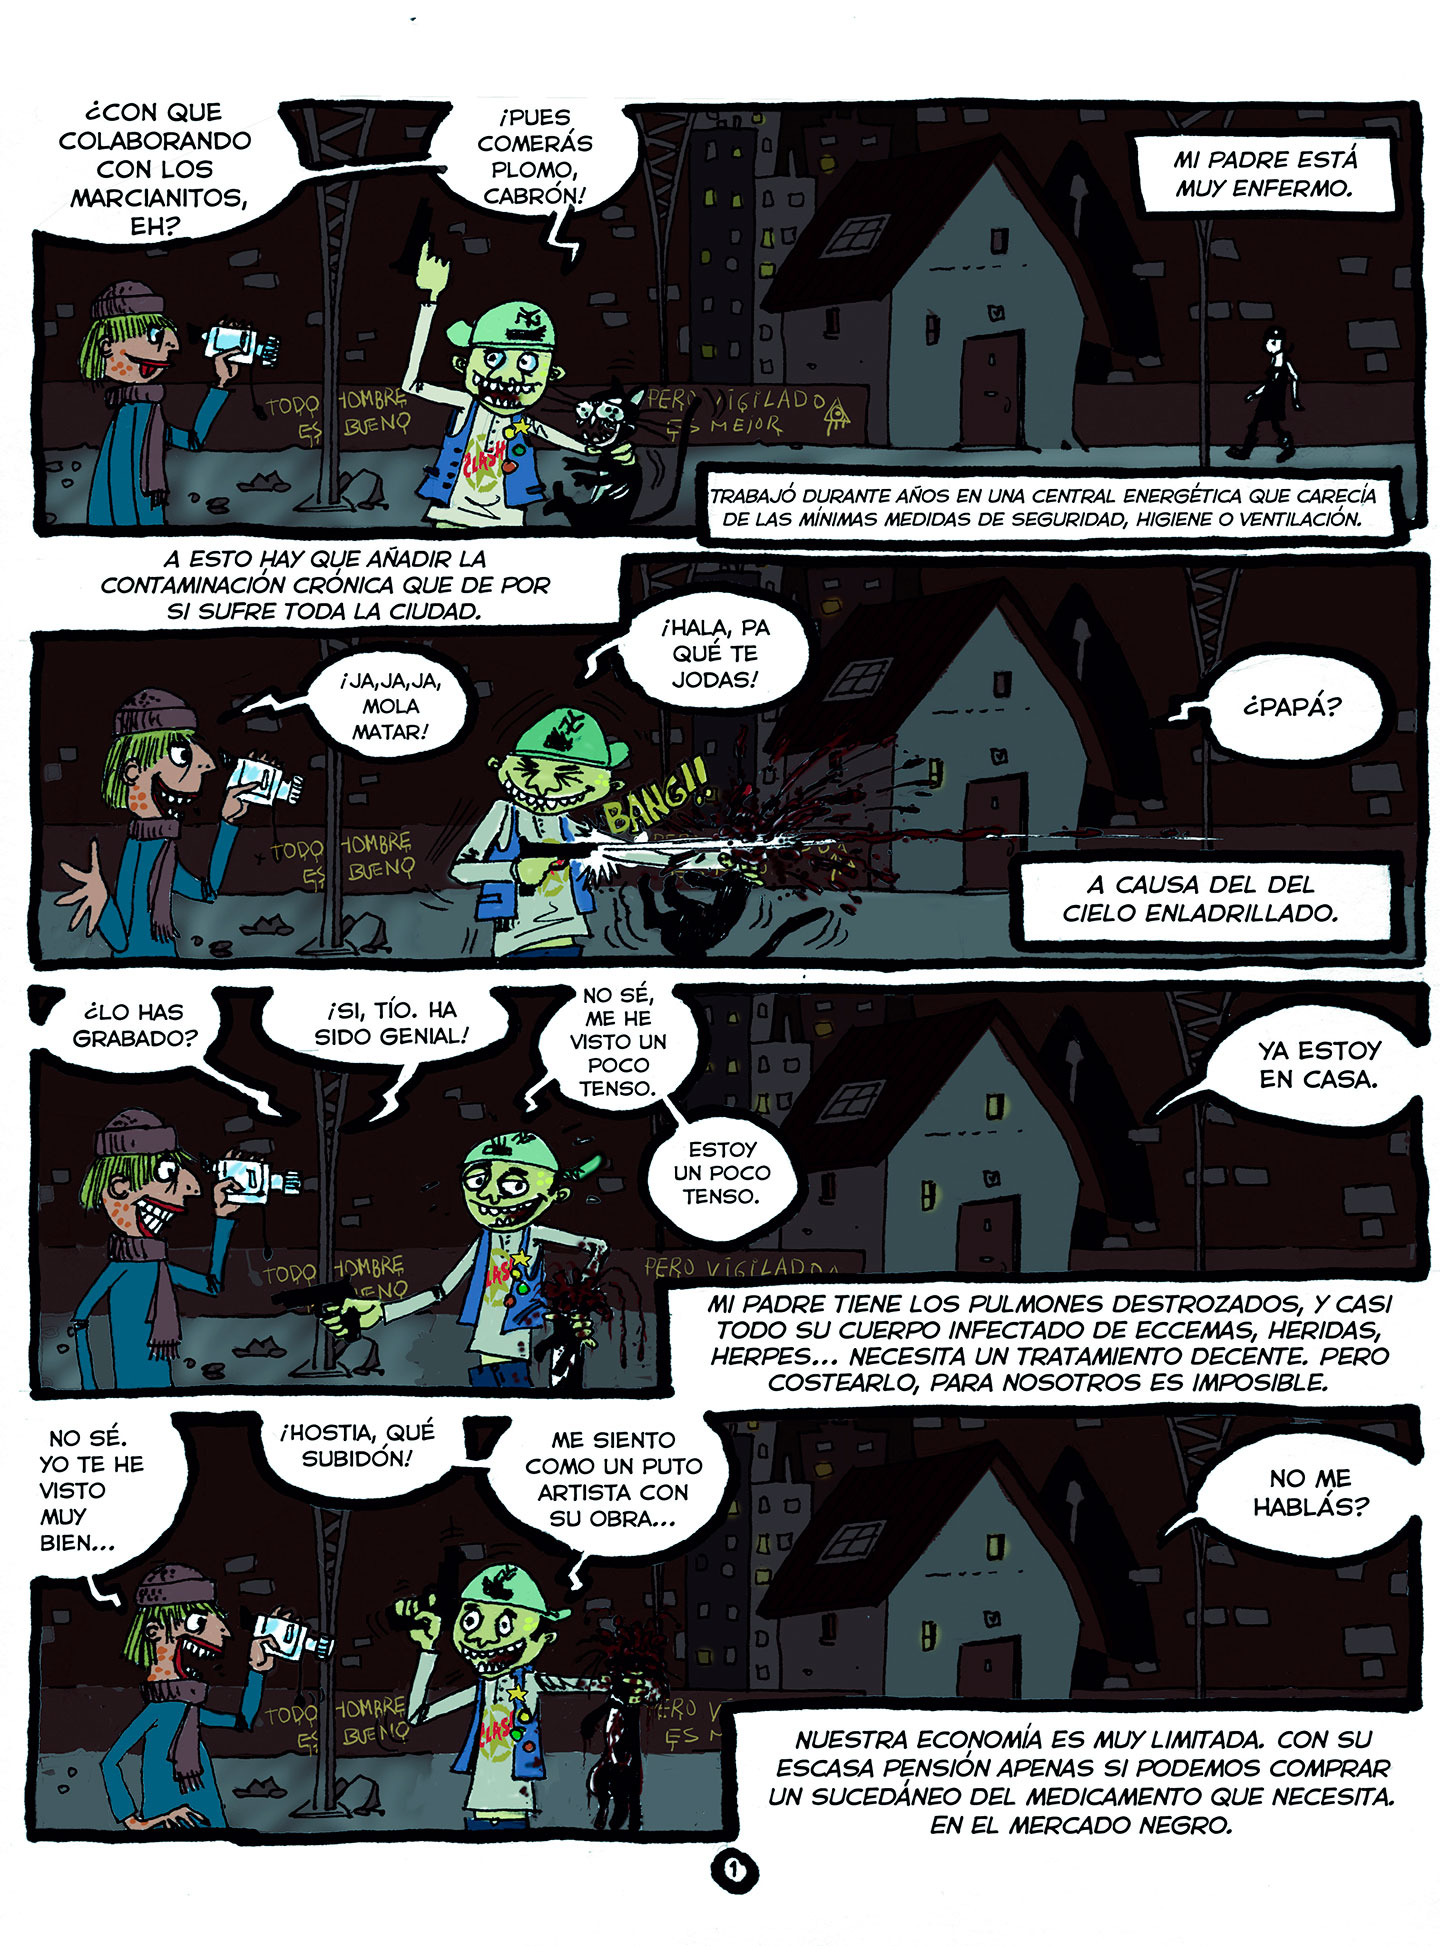 ¿CON QUE
COLABORANDO
CON LOS
MARCIANITOS,
EH?
¡PUES
COMERÁS
PLOMO,
CABRÓN!
MI PADRE ESTÁ
MUY ENFERMO.
TODO HOMBRE
ES BUENO
PERO VIGILADO
ES MEJOR
CLASH
TRABAJÓ DURANTE AÑOS EN UNA CENTRAL ENERGÉTICA QUE CARECÍA
DE LAS MÍNIMAS MEDIDAS DE SEGURIDAD, HIGIENE O VENTILACIÓN.
A ESTO HAY QUE AÑADIR LA
CONTAMINACIÓN CRÓNICA QUE DE POR
SI SUFRE TODA LA CIUDAD.
¡JA,JA,JA,
MOLA
MATAR!
¡HALA, PA
QUÉ TE
JODAS!
¿PAPÁ?
BANG!!
TODO HOMBRE
ES BUENO
A CAUSA DEL DEL
CIELO ENLADRILLADO.
¿LO HAS
GRABADO?
¡SI, TÍO. HA
SIDO GENIAL!
NO SÉ,
ME HE
VISTO UN
POCO
TENSO.
ESTOY
UN POCO
TENSO.
YA ESTOY
EN CASA.
TODO HOMBRE
BUENO
PERO VIGILADO
CLASH
MI PADRE TIENE LOS PULMONES DESTROZADOS, Y CASI
TODO SU CUERPO INFECTADO DE ECCEMAS, HERIDAS,
HERPES... NECESITA UN TRATAMIENTO DECENTE. PERO
COSTEARLO, PARA NOSOTROS ES IMPOSIBLE.
NO SÉ.
YO TE HE
VISTO
MUY
BIEN...
¡HOSTIA, QUÉ
SUBIDÓN!
ME SIENTO
COMO UN PUTO
ARTISTA CON
SU OBRA...
NO ME
HABLÁS?
TODO HOMBRE
ES BUENO
PERO V
ES M
CLASH
NUESTRA ECONOMÍA ES MUY LIMITADA. CON SU
ESCASA PENSIÓN APENAS SI PODEMOS COMPRAR
UN SUCEDÁNEO DEL MEDICAMENTO QUE NECESITA.
EN EL MERCADO NEGRO.
1